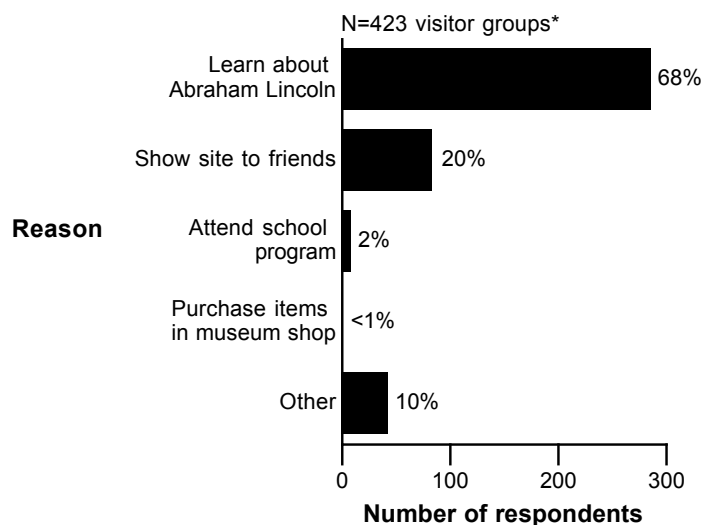 N=423 visitor groups*
Learn about
Abraham Lincoln
68%
Show site to friends
20%
Reason
Attend school
program
2%
Purchase items
in museum shop
<1%
Other
10%
0 100 200 300
Number of respondents